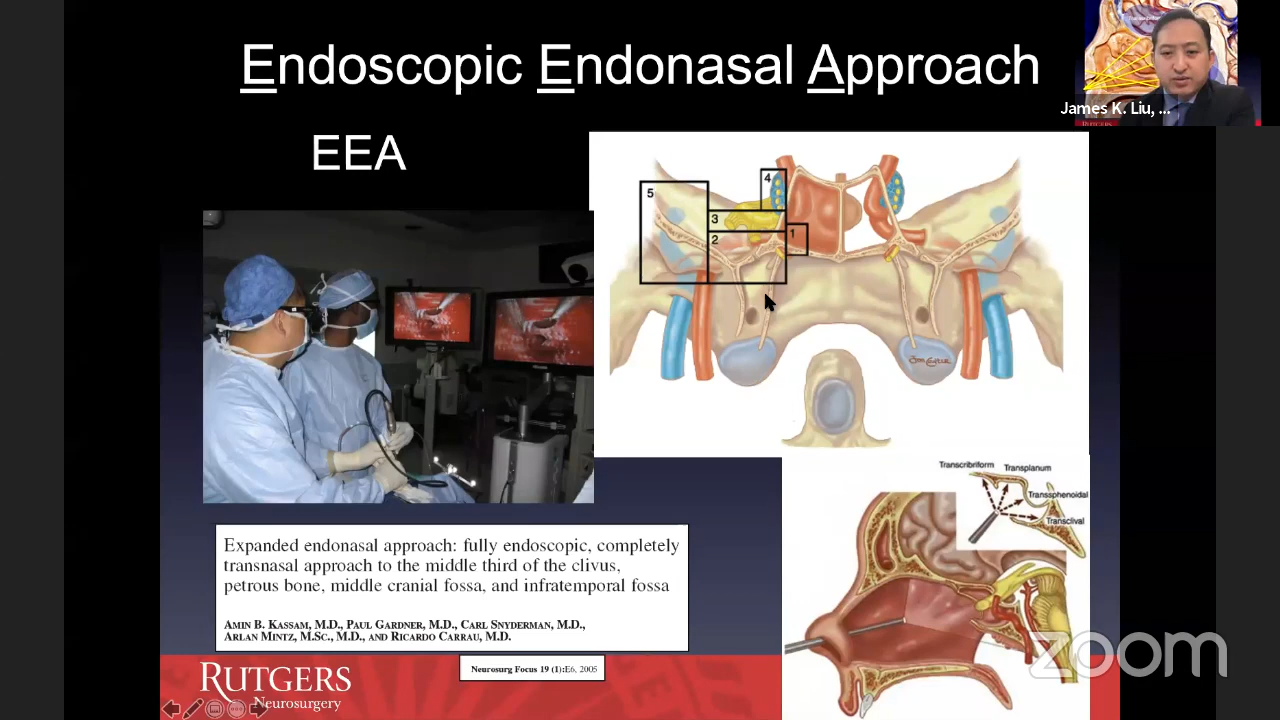 Endoscopic Endonasal Approach
James K. Liu, ...
EEA
5
4
3
2
1
Transcribriform
Transplanum
Transsphenoidal
Transclival
Expanded endonasal approach: fully endoscopic, completely
transnasal approach to the middle third of the clivus,
petrous bone, middle cranial fossa, and infratemporal fossa
AMIN B. KASSAM, M.D., PAUL GARDNER, M.D., CARL SNYDERMAN, M.D.,
ARLAN MINTZ, M.SC., M.D., AND RICARDO CARRAU, M.D.
Neurosurg Focus 19 (1):E6, 2005
RUTGERS
Neurosurgery
zoom